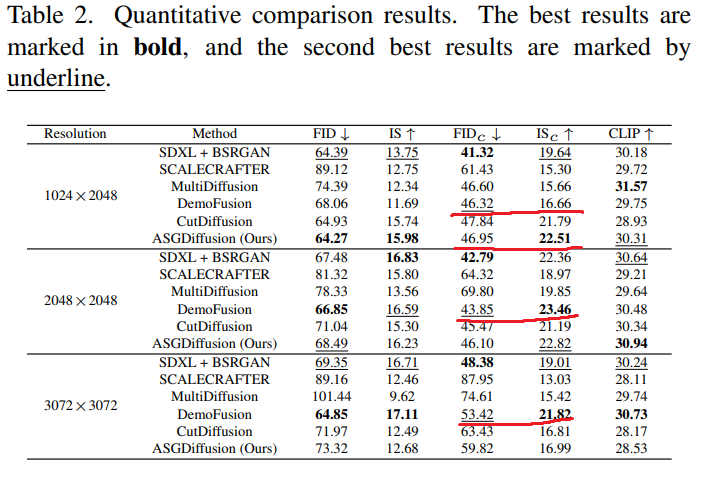 Table 2. Quantitative comparison results. The best results are
marked in bold, and the second best results are marked by
underline.
Resolution Method FID ↓ IS ↑ FIDc ↓ ISc ↑ CLIP ↑
SDXL + BSRGAN 64.39 13.75 41.32 19.64 30.18
SCALECRAFTER 89.12 12.75 61.43 15.30 29.72
MultiDiffusion 74.39 12.34 46.60 15.66 31.57
1024 × 2048
DemoFusion 68.06 11.69 46.32 16.66 29.75
CutDiffusion 64.93 15.74 47.84 21.79 28.93
ASGDiffusion (Ours) 64.27 15.98 46.95 22.51 30.31
SDXL + BSRGAN 67.48 16.83 42.79 22.36 30.64
SCALECRAFTER 81.32 15.80 64.32 18.97 29.21
MultiDiffusion 78.33 13.56 69.80 19.85 29.64
2048 × 2048
DemoFusion 66.85 16.59 43.85 23.46 30.48
CutDiffusion 71.04 15.30 45.47 21.19 30.34
ASGDiffusion (Ours) 68.49 16.23 46.10 22.82 30.94
SDXL + BSRGAN 69.35 16.71 48.38 19.01 30.24
SCALECRAFTER 89.16 12.46 87.95 13.03 28.11
MultiDiffusion 101.44 9.62 74.61 15.42 29.74
3072 × 3072
DemoFusion 64.85 17.11 53.42 21.82 30.73
CutDiffusion 71.97 12.49 63.43 16.81 28.17
ASGDiffusion (Ours) 73.32 12.68 59.82 16.99 28.53